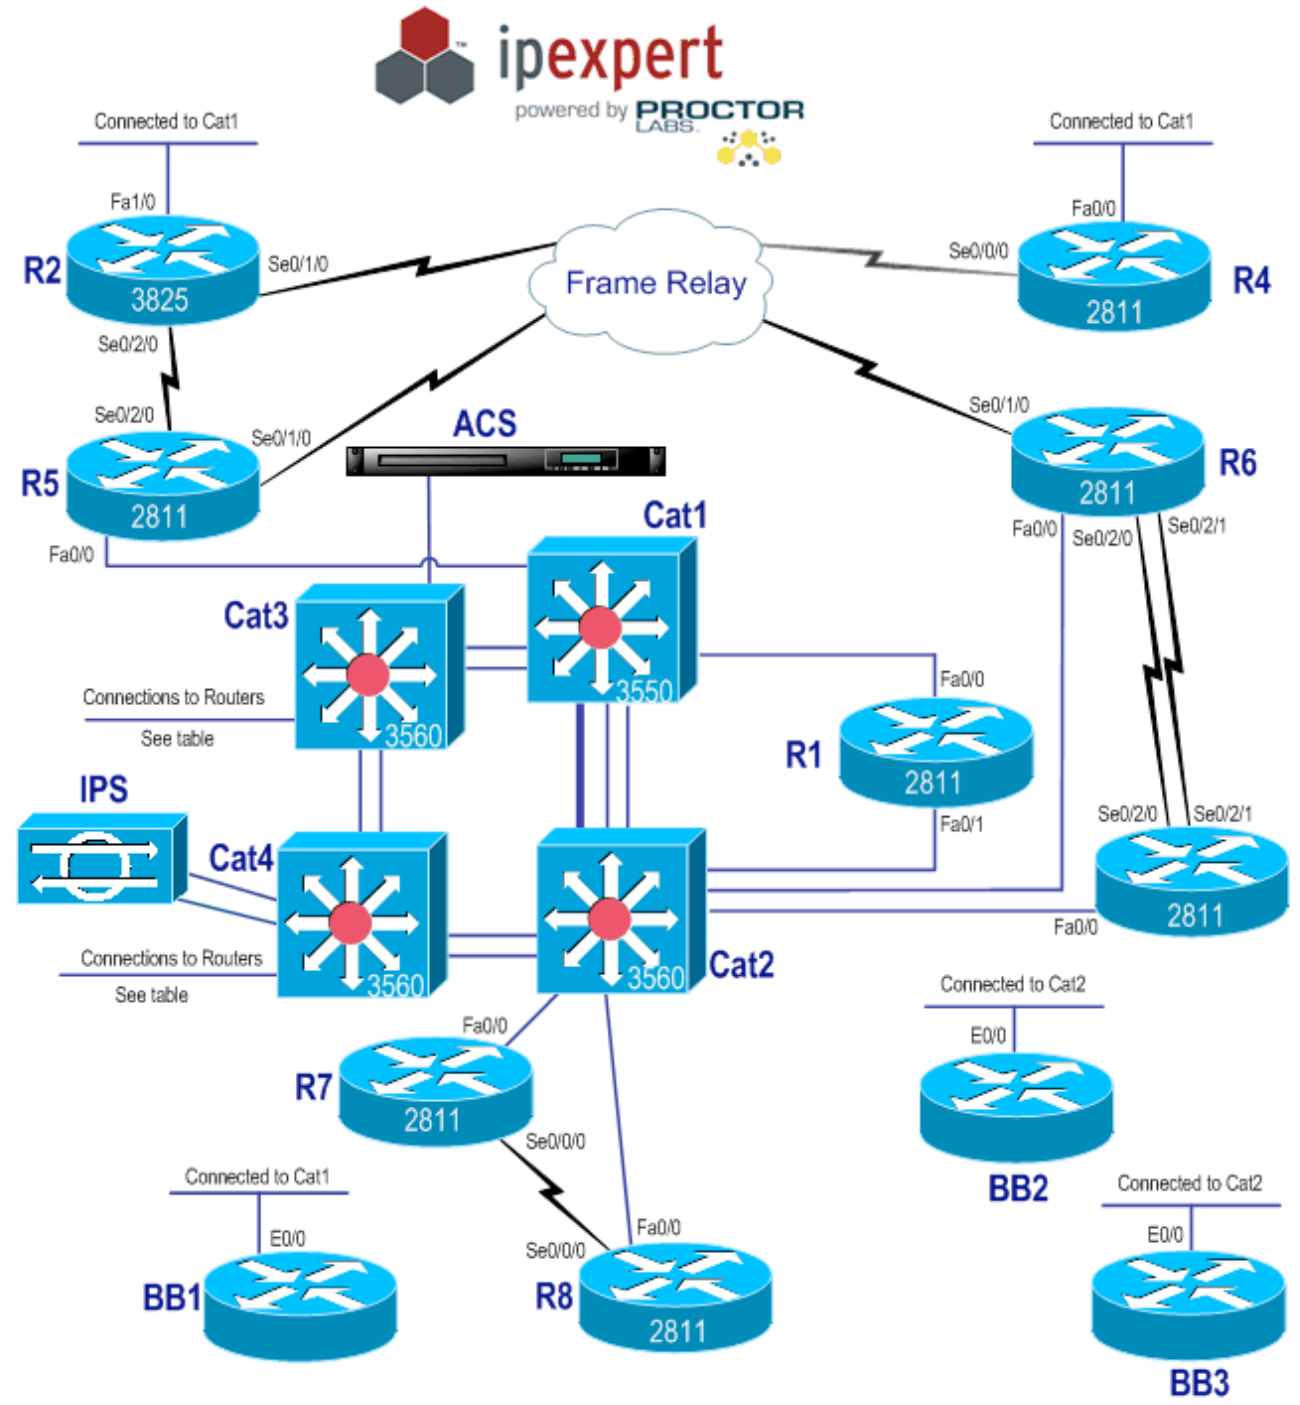 ipexpert
™
powered by PROCTOR
LABS.
Connected to Cat1
Connected to Cat1
Fa1/0
Fa0/0
R2
3825
Se0/1/0
Frame Relay
Se0/0/0
2811
R4
Se0/2/0
Se0/2/0
Se0/1/0
R5
2811
Fa0/0
ACS
Se0/1/0
2811
R6
Fa0/0
Se0/2/0
Se0/2/1
Cat1
3550
Cat3
3560
Connections to Routers
See table
Fa0/0
R1
2811
Fa0/1
IPS
Cat4
3560
Connections to Routers
See table
3560
Cat2
Se0/2/0
Se0/2/1
2811
Fa0/0
Fa0/0
R7
2811
Se0/0/0
Connected to Cat2
E0/0
BB2
Connected to Cat1
E0/0
BB1
Se0/0/0
Fa0/0
R8
2811
Connected to Cat2
E0/0
BB3